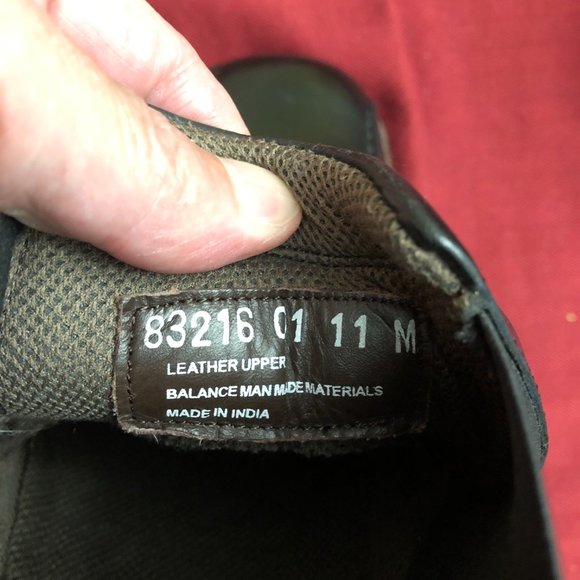 83216 01 11 M
LEATHER UPPER
BALANCE MAN MADE MATERIALS
MADE IN INDIA